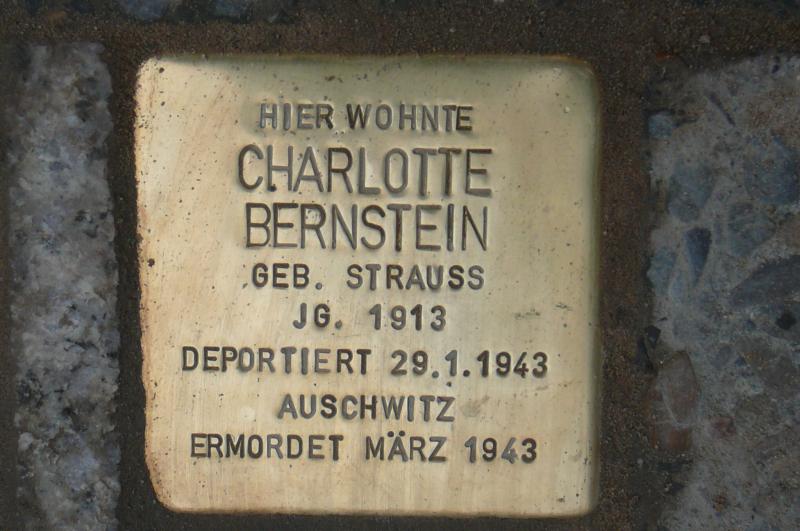 HIER WOHNTE
CHARLOTTE
BERNSTEIN
GEB. STRAUSS
JG. 1913
DEPORTIERT 29.1.1943
AUSCHWITZ
ERMORDET MÄRZ 1943